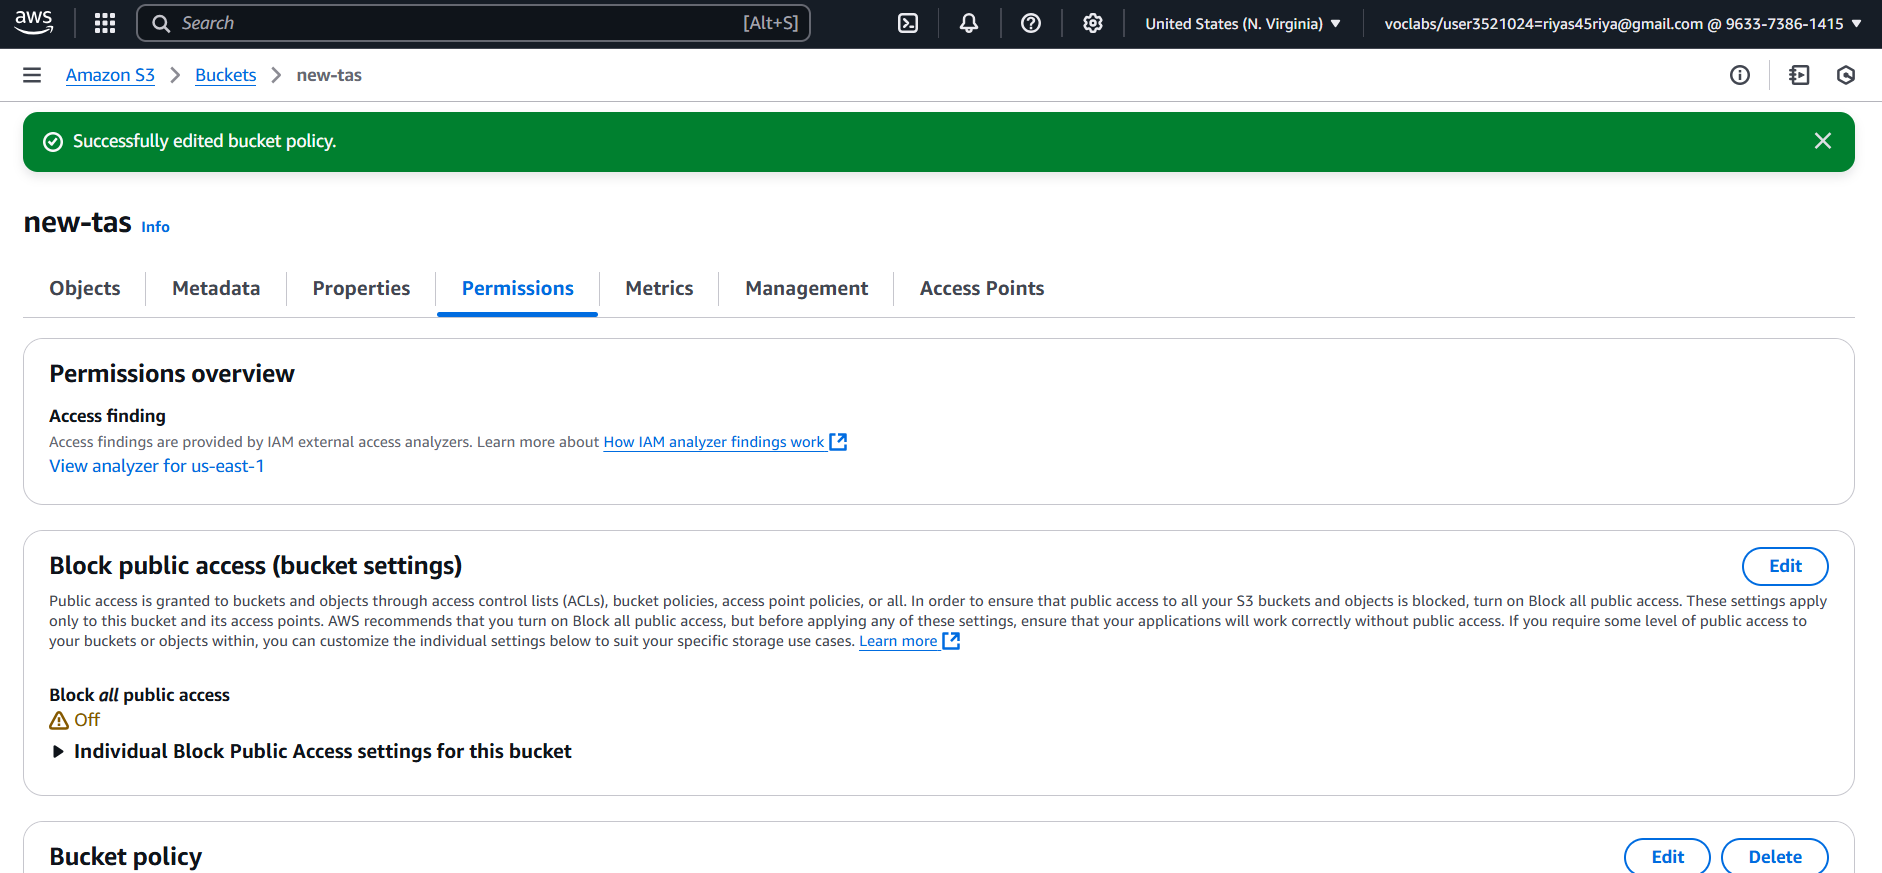 aws
Search [Alt+S]
United States (N. Virginia)
voclabs/user3521024=riyas45riya@gmail.com @ 9633-7386-1415
Amazon S3 > Buckets > new-tas
Successfully edited bucket policy.
new-tas Info
Objects
Metadata
Properties
Permissions
Metrics
Management
Access Points
Permissions overview
Access finding
Access findings are provided by IAM external access analyzers. Learn more about How IAM analyzer findings work
View analyzer for us-east-1
Block public access (bucket settings)
Edit
Public access is granted to buckets and objects through access control lists (ACLs), bucket policies, access point policies, or all. In order to ensure that public access to all your S3 buckets and objects is blocked, turn on Block all public access. These settings apply
only to this bucket and its access points. AWS recommends that you turn on Block all public access, but before applying any of these settings, ensure that your applications will work correctly without public access. If you require some level of public access to
your buckets or objects within, you can customize the individual settings below to suit your specific storage use cases. Learn more
Block all public access
Off
Individual Block Public Access settings for this bucket
Bucket policy
Edit
Delete